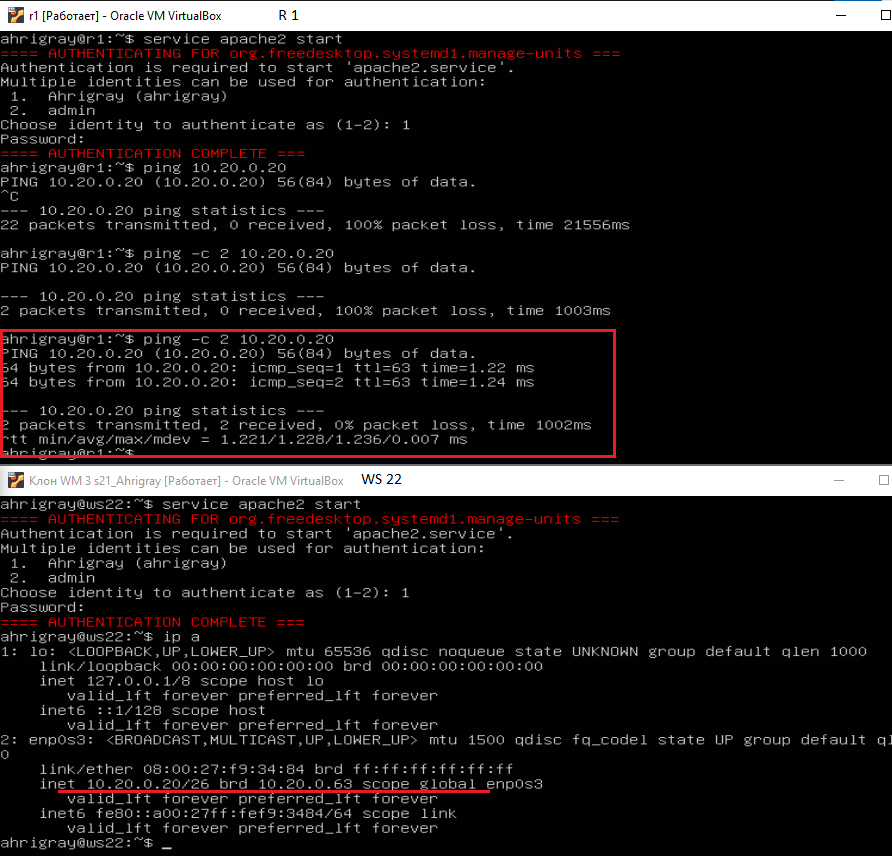 r1 [Работает] - Oracle VM VirtualBox R 1
ahrigray@r1:~$ service apache2 start
==== AUTHENTICATING FOR org.freedesktop.systemd1.manage-units ===
Authentication is required to start 'apache2.service'.
Multiple identities can be used for authentication:
1. Ahrigray (ahrigray)
2. admin
Choose identity to authenticate as (1-2): 1
Password:
==== AUTHENTICATION COMPLETE ===
ahrigray@r1:~$ ping 10.20.0.20
PING 10.20.0.20 (10.20.0.20) 56(84) bytes of data.
^C
--- 10.20.0.20 ping statistics ---
22 packets transmitted, 0 received, 100% packet loss, time 21556ms
ahrigray@r1:~$ ping -c 2 10.20.0.20
PING 10.20.0.20 (10.20.0.20) 56(84) bytes of data.
--- 10.20.0.20 ping statistics ---
2 packets transmitted, 0 received, 100% packet loss, time 1003ms
ahrigray@r1:~$ ping -c 2 10.20.0.20
PING 10.20.0.20 (10.20.0.20) 56(84) bytes of data.
64 bytes from 10.20.0.20: icmp_seq=1 ttl=63 time=1.22 ms
64 bytes from 10.20.0.20: icmp_seq=2 ttl=63 time=1.24 ms
--- 10.20.0.20 ping statistics ---
2 packets transmitted, 2 received, 0% packet loss, time 1002ms
rtt min/avg/max/mdev = 1.221/1.228/1.236/0.007 ms
ahrigray@r1:~$
Клон WM 3 s21_Ahrigray [Работает] - Oracle VM VirtualBox WS 22
ahrigray@ws22:~$ service apache2 start
==== AUTHENTICATING FOR org.freedesktop.systemd1.manage-units ===
Authentication is required to start 'apache2.service'.
Multiple identities can be used for authentication:
1. Ahrigray (ahrigray)
2. admin
Choose identity to authenticate as (1-2): 1
Password:
==== AUTHENTICATION COMPLETE ===
ahrigray@ws22:~$ ip a
1: lo: <LOOPBACK,UP,LOWER_UP> mtu 65536 qdisc noqueue state UNKNOWN group default qlen 1000
link/loopback 00:00:00:00:00:00 brd 00:00:00:00:00:00
inet 127.0.0.1/8 scope host lo
valid_lft forever preferred_lft forever
inet6 ::1/128 scope host
valid_lft forever preferred_lft forever
2: enp0s3: <BROADCAST,MULTICAST,UP,LOWER_UP> mtu 1500 qdisc fq_codel state UP group default ql
0
link/ether 08:00:27:f9:34:84 brd ff:ff:ff:ff:ff:ff
inet 10.20.0.20/26 brd 10.20.0.63 scope global enp0s3
valid_lft forever preferred_lft forever
inet6 fe80::a00:27ff:fef9:3484/64 scope link
valid_lft forever preferred_lft forever
ahrigray@ws22:~$ _